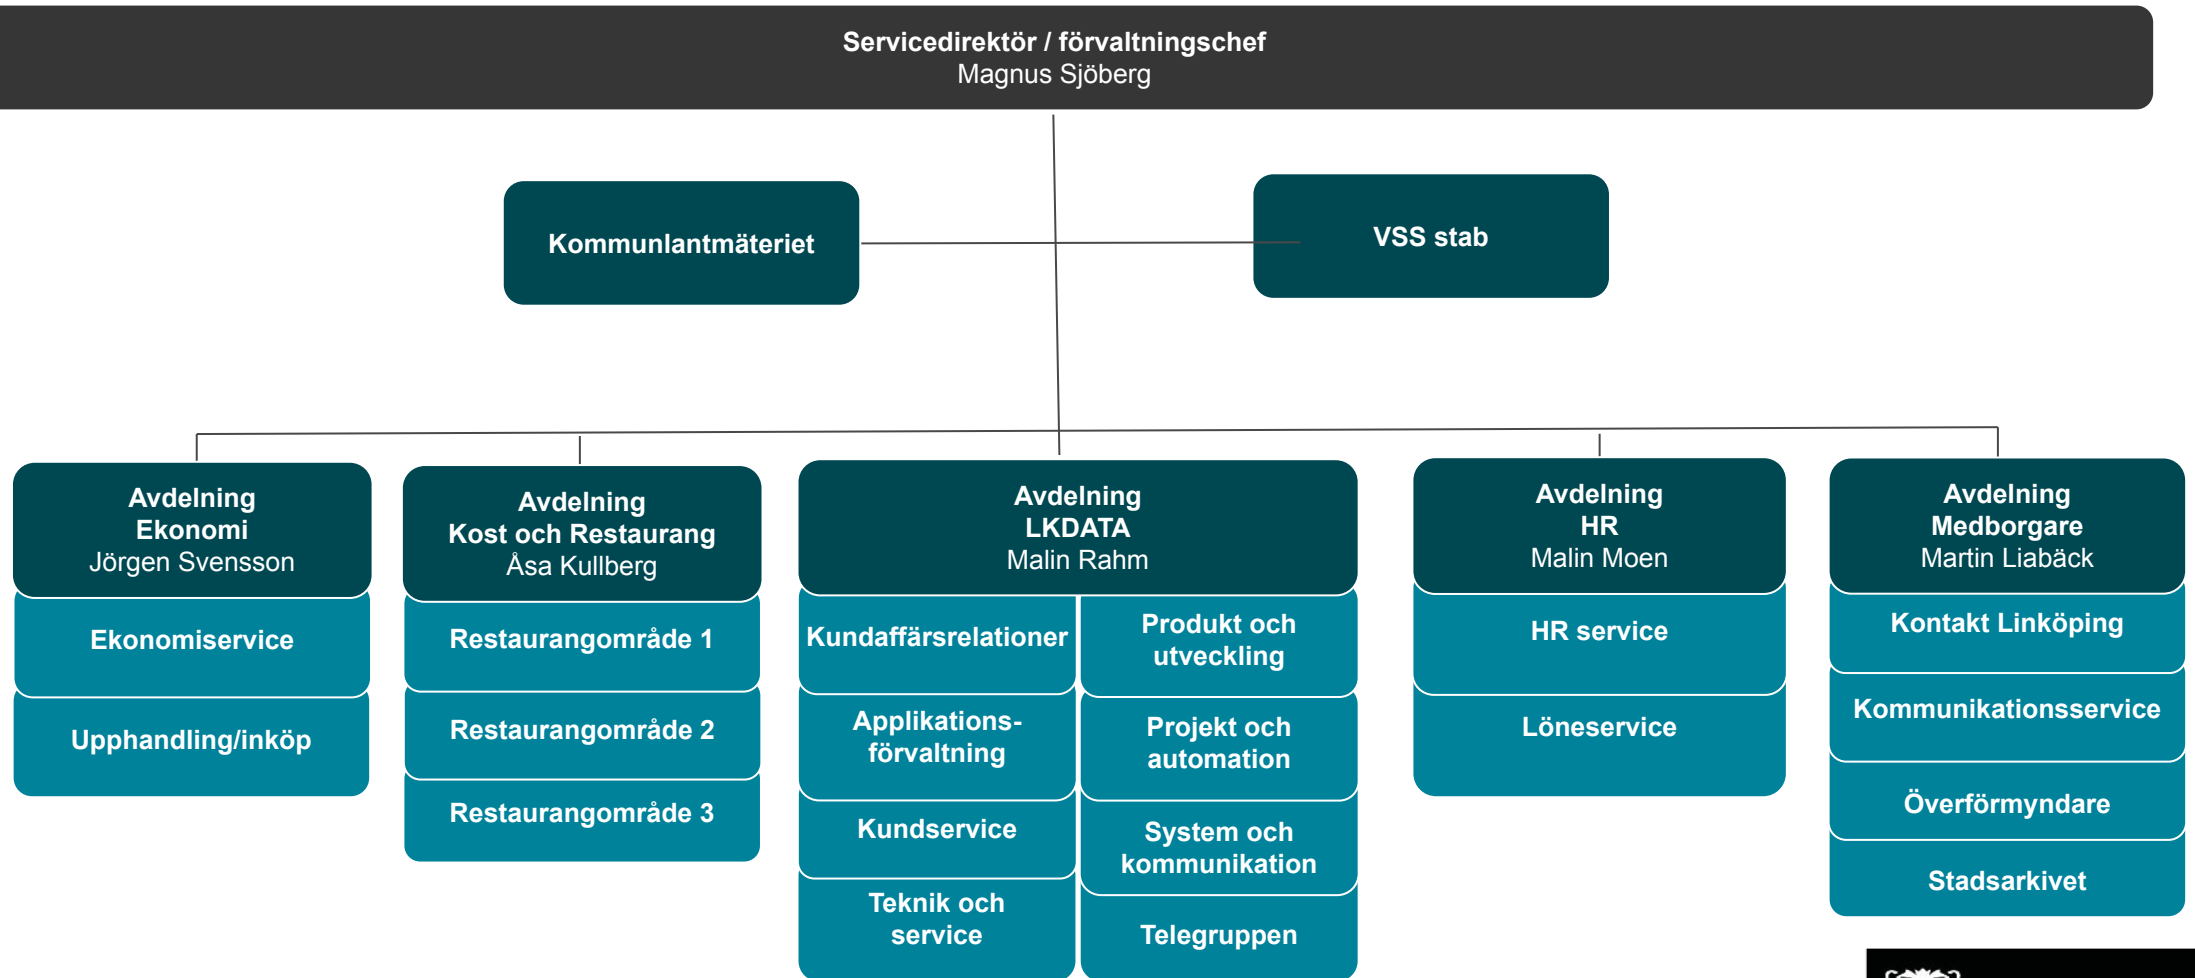 Servicedirektör / förvaltningschef
Magnus Sjöberg
Kommunlantmäteriet
VSS stab
Avdelning
Ekonomi
Jörgen Svensson
Ekonomiservice
Upphandling/inköp
Avdelning
Kost och Restaurang
Åsa Kullberg
Restaurangområde 1
Restaurangområde 2
Restaurangområde 3
Avdelning
LKDATA
Malin Rahm
Kundaffärsrelationer
Applikations-
förvaltning
Kundservice
Teknik och
service
Produkt och
utveckling
Projekt och
automation
System och
kommunikation
Telegruppen
Avdelning
HR
Malin Moen
HR service
Löneservice
Avdelning
Medborgare
Martin Liabäck
Kontakt Linköping
Kommunikationsservice
Överförmyndare
Stadsarkivet